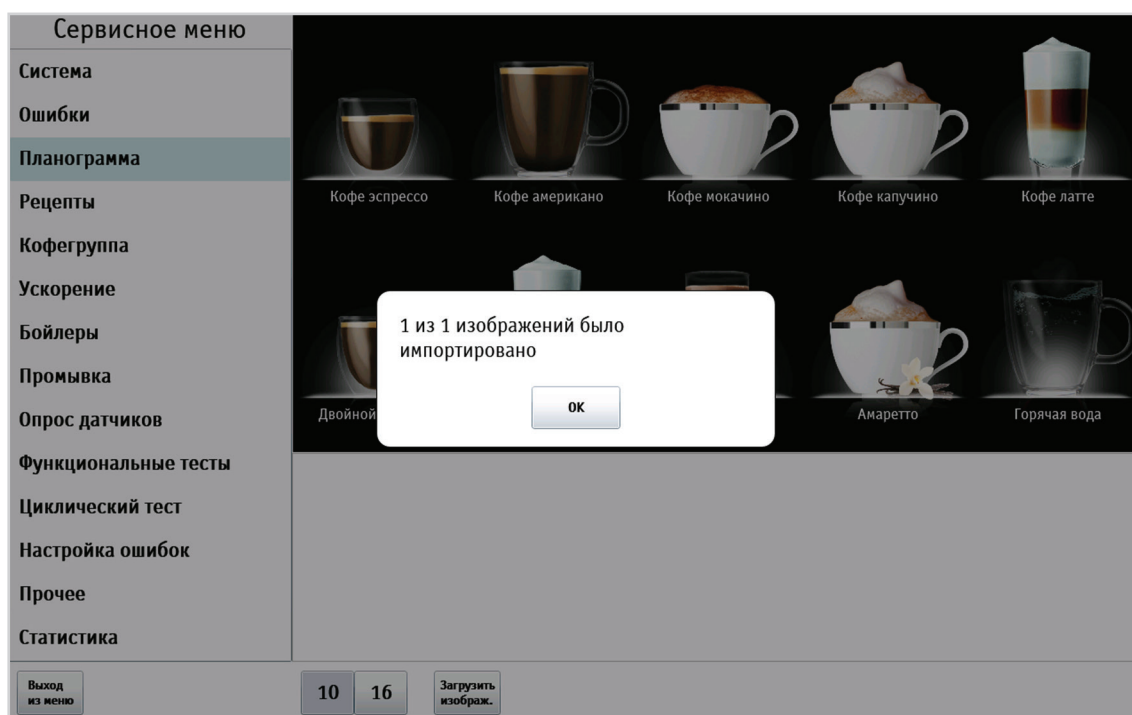 Сервисное меню
Система
Ошибки
Планограмма
Рецепты
Кофегруппа
Ускорение
Бойлеры
Промывка
Опрос датчиков
Функциональные тесты
Циклический тест
Настройка ошибок
Прочее
Статистика
Выход
из меню
Кофе эспрессо
Кофе американо
Кофе мокачино
Кофе капучино
Кофе латте
Двойной
Амаретто
Горячая вода
1 из 1 изображений было
импортировано
ОК
10
16
Загрузить
изображ.